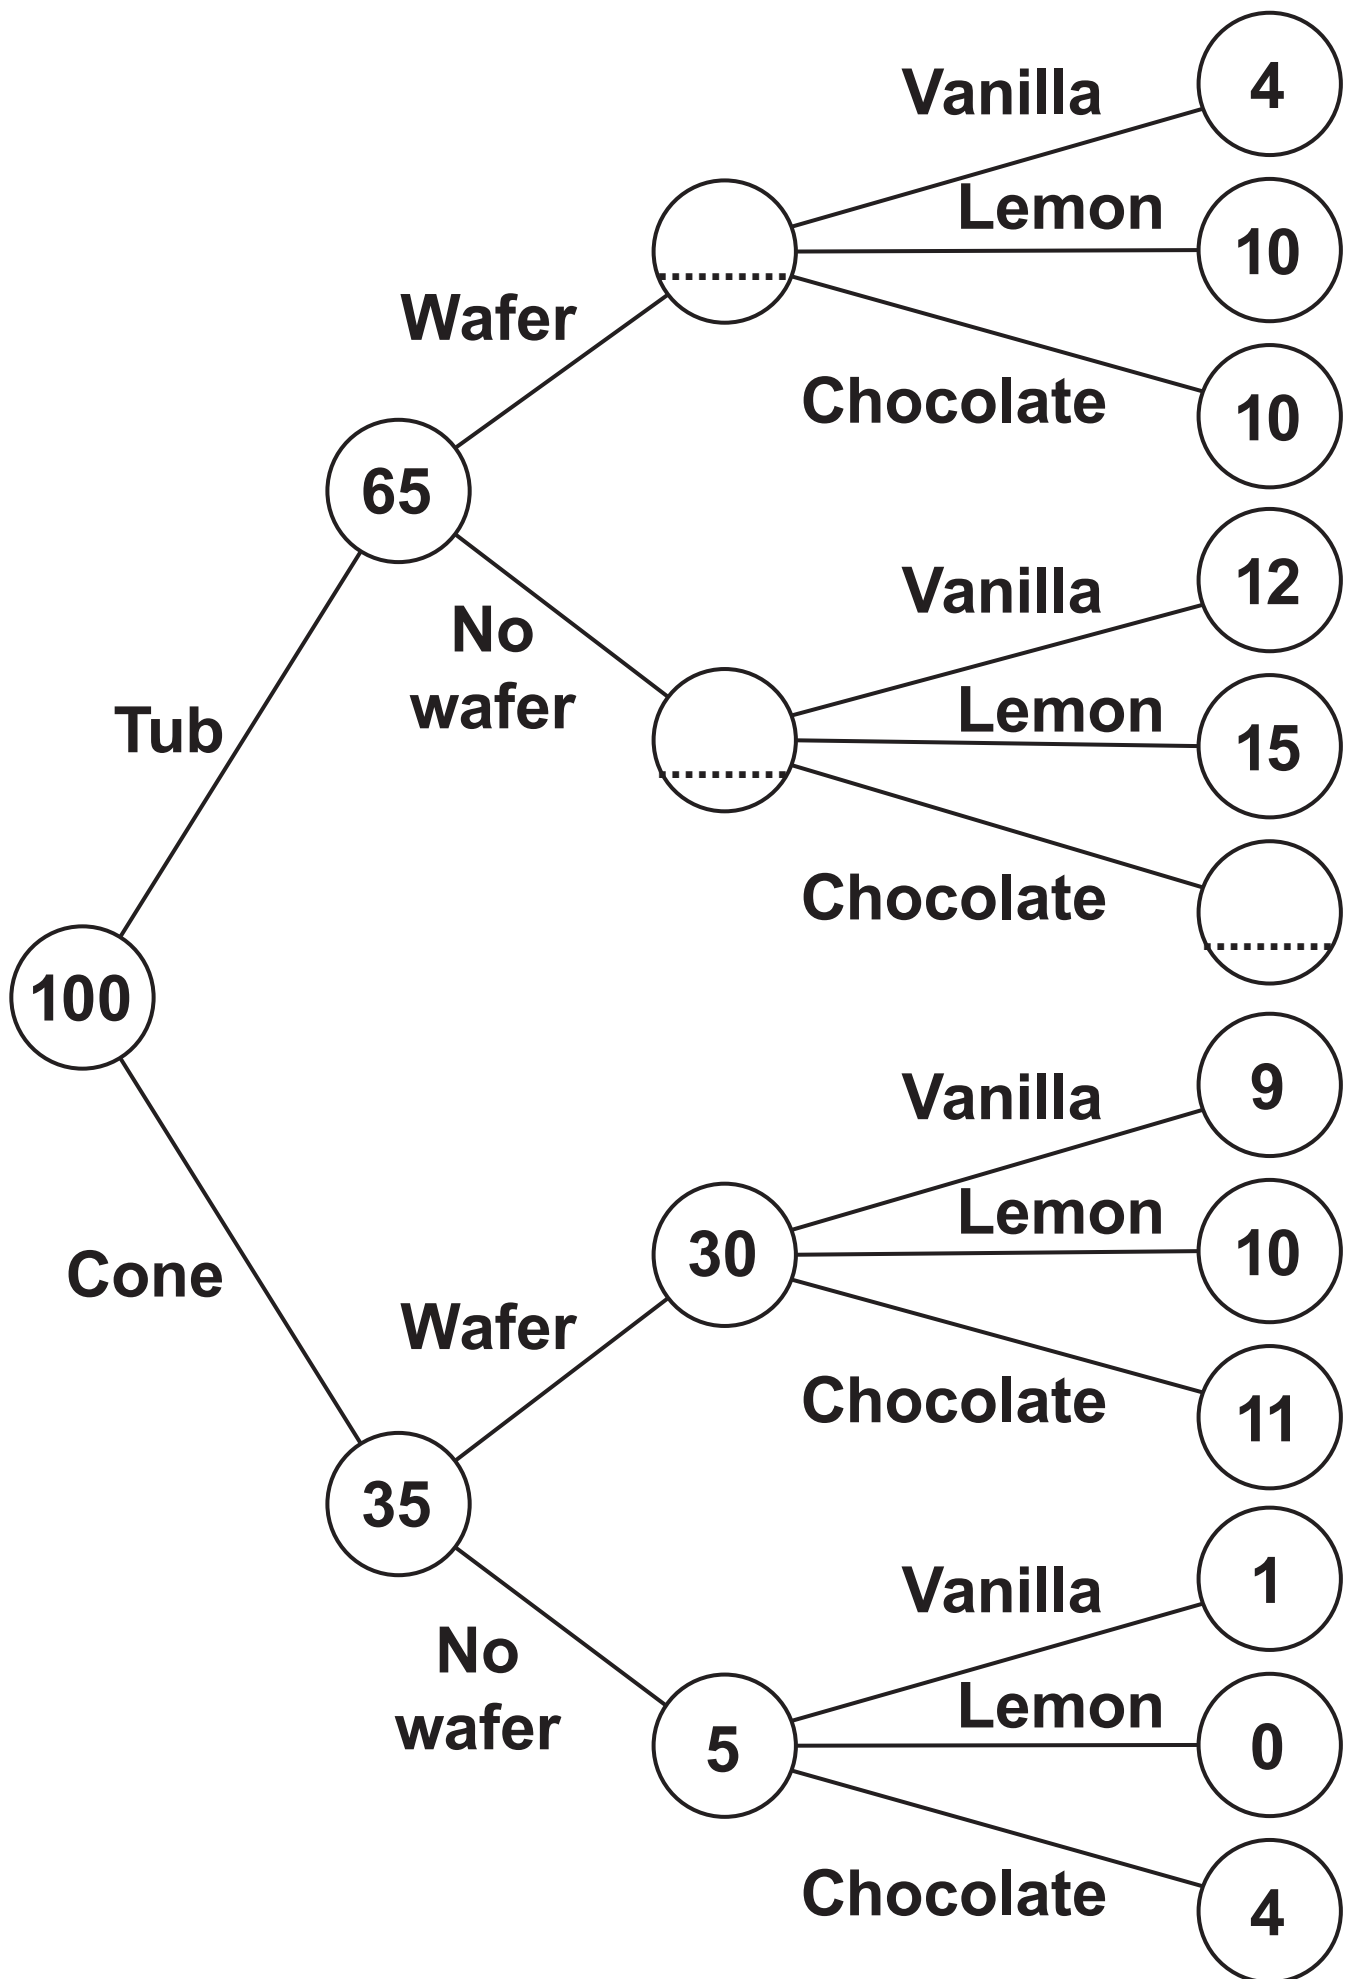 Vanilla
4
Lemon
10
Wafer
Chocolate
10
65
Vanilla
12
No
wafer
Lemon
15
Tub
Chocolate
100
Vanilla
9
Lemon
10
30
Cone
Wafer
Chocolate
11
35
Vanilla
1
No
wafer
Lemon
0
5
Chocolate
4